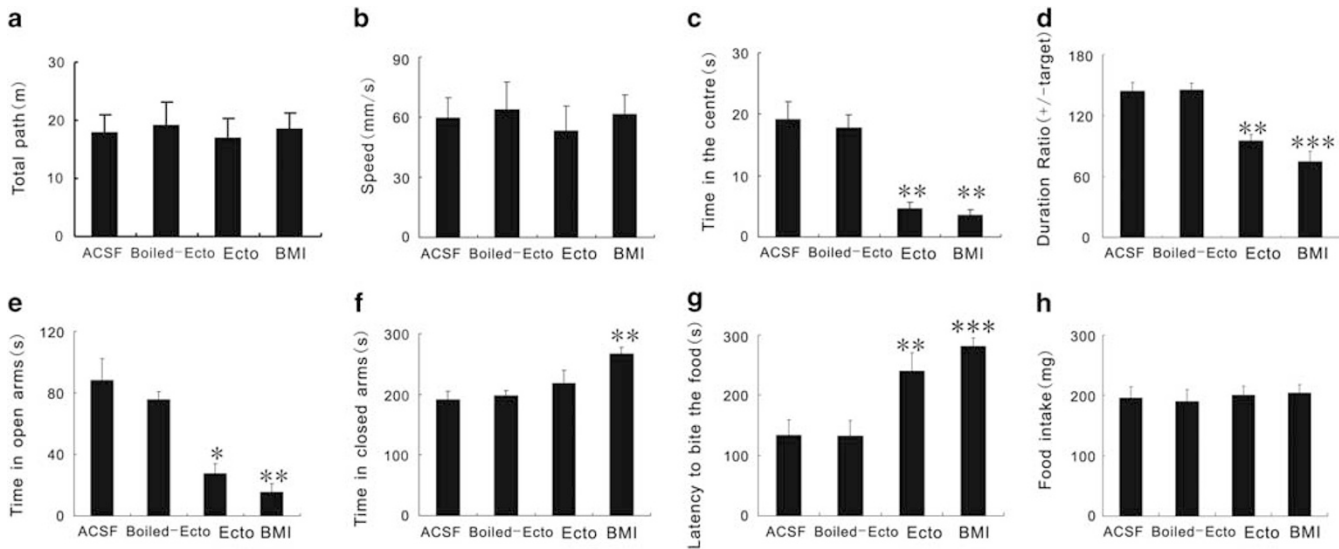 a
Total path(m)
30
20
10
0
ACSF Boiled-Ecto Ecto BMI
b
Speed(mm/s)
90
60
30
0
ACSF Boiled-Ecto Ecto BMI
c
Time in the centre(s)
30
20
10
0
** **
ACSF Boiled-Ecto Ecto BMI
d
Duration Ratio(+/-target)
180
120
60
0
** ***
ACSF Boiled-Ecto Ecto BMI
e
Time in open arms(s)
120
80
40
00
* **
ACSF Boiled-Ecto Ecto BMI
f
Time in closed arms(s)
300
200
100
00
**
ACSF Boiled-Ecto Ecto BMI
g
Latency to bite the food(s)
300
200
100
00
** ***
ACSF Boiled-Ecto Ecto BMI
h
Food intake(mg)
300
200
100
00
ACSF Boiled-Ecto Ecto BMI